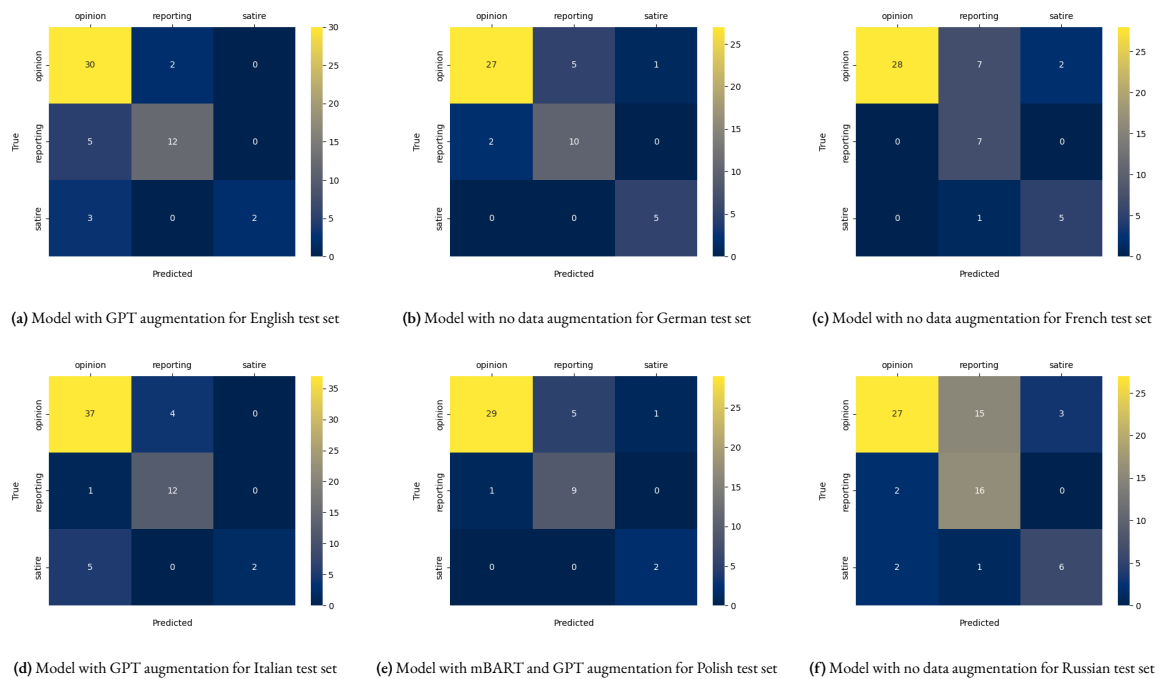 opinion reporting satire
30
opinion 30 2 0
25
20
True
reporting 5 12 0
15
10
satire 3 0 2
5
0
Predicted
(a) Model with GPT augmentation for English test set
opinion reporting satire
25
27 5 1
opinion
20
15
True
reporting 2 10 0
10
satire 0 0 5
5
0
Predicted
(b) Model with no data augmentation for German test set
opinion reporting satire
25
opinion 28 7 2
20
15
True
reporting 0 7 0
10
satire 0 1 5
5
0
Predicted
(c) Model with no data augmentation for French test set
opinion reporting satire
35
opinion 37 4 0
30
25
20
True
reporting 1 12 0
15
10
satire 5 0 2
5
0
Predicted
(d) Model with GPT augmentation for Italian test set
opinion reporting satire
25
opinion 29 5 1
20
15
True
reporting 1 9 0
10
satire 0 0 2
5
0
Predicted
(e) Model with mBART and GPT augmentation for Polish test set
opinion reporting satire
25
opinion 27 15 3
20
15
True
reporting 2 16 0
10
satire 2 1 6
5
0
Predicted
(f) Model with no data augmentation for Russian test set